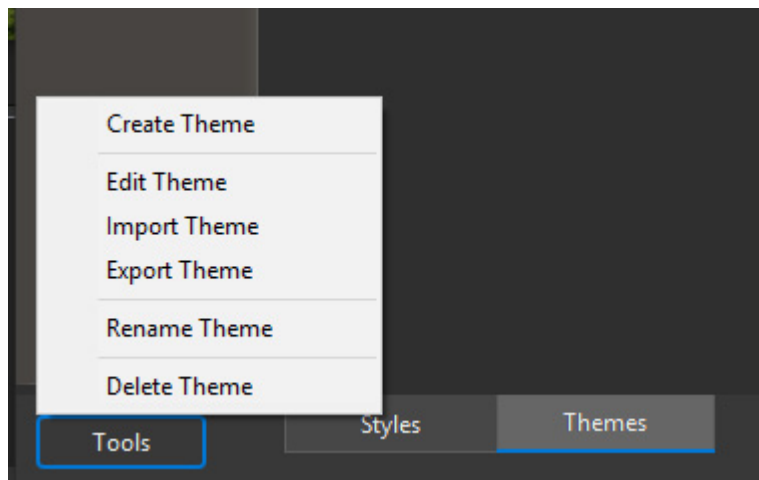 Create Theme
Edit Theme
Import Theme
Export Theme
Rename Theme
Delete Theme
Tools
Styles
Themes